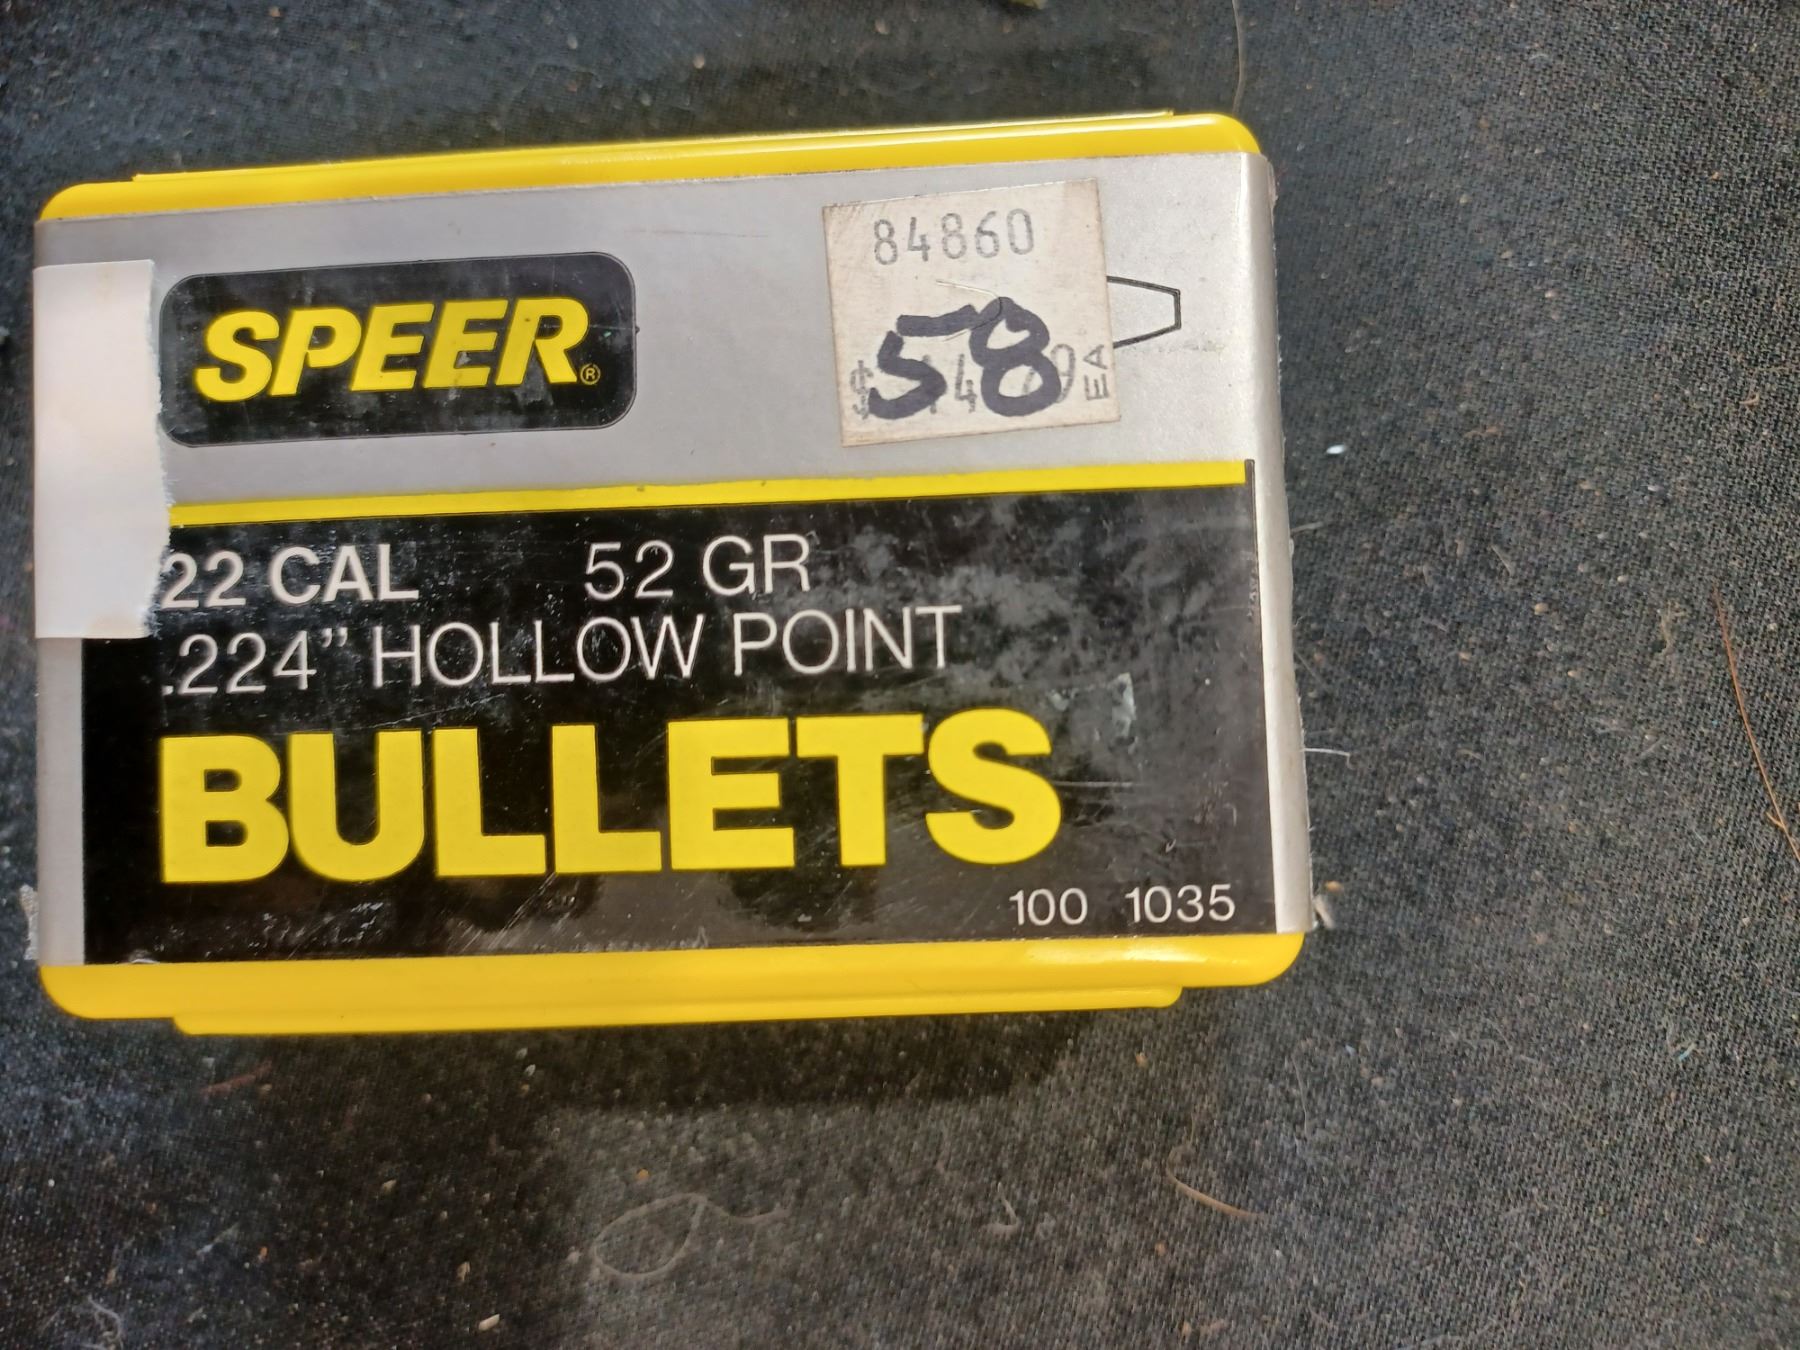 84860
SPEER®
58
EA
22 CAL 52 GR
.224" HOLLOW POINT
BULLETS
100 1035